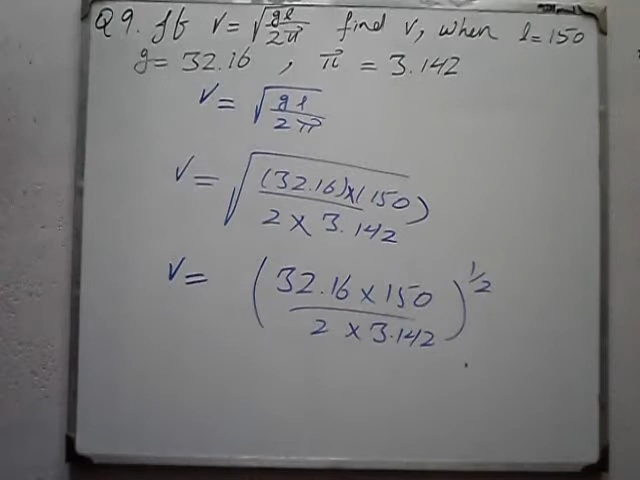 Q9. If V = √(gl/2π) find V, when l = 150
g = 32.16 , π = 3.142
V = √(gl/2π)
V = √((32.16)×(150)/2 × 3.142)
V = (32.16 × 150/2 × 3.142)^1/2